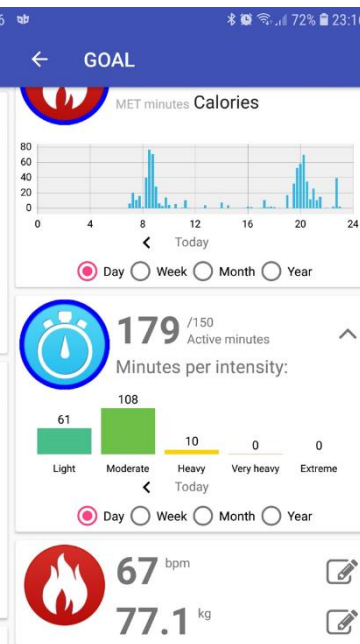 72% 23:16
GOAL
MET minutes Calories
80
60
40
20
0
0 4 8 12 16 20 24
Today
Day Week Month Year
179 /150
Active minutes
Minutes per intensity:
61 108 10 0 0
Light Moderate Heavy Very heavy Extreme
Today
Day Week Month Year
67 bpm
77.1 kg